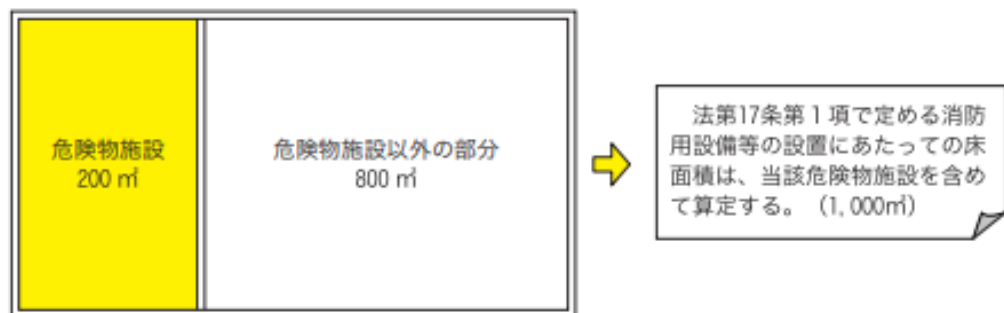 危険物施設
200 ㎡
危険物施設以外の部分
800 ㎡
法第17条第１項で定める消防
用設備等の設置にあたっての床
面積は、当該危険物施設を含め
て算定する。（1,000㎡）